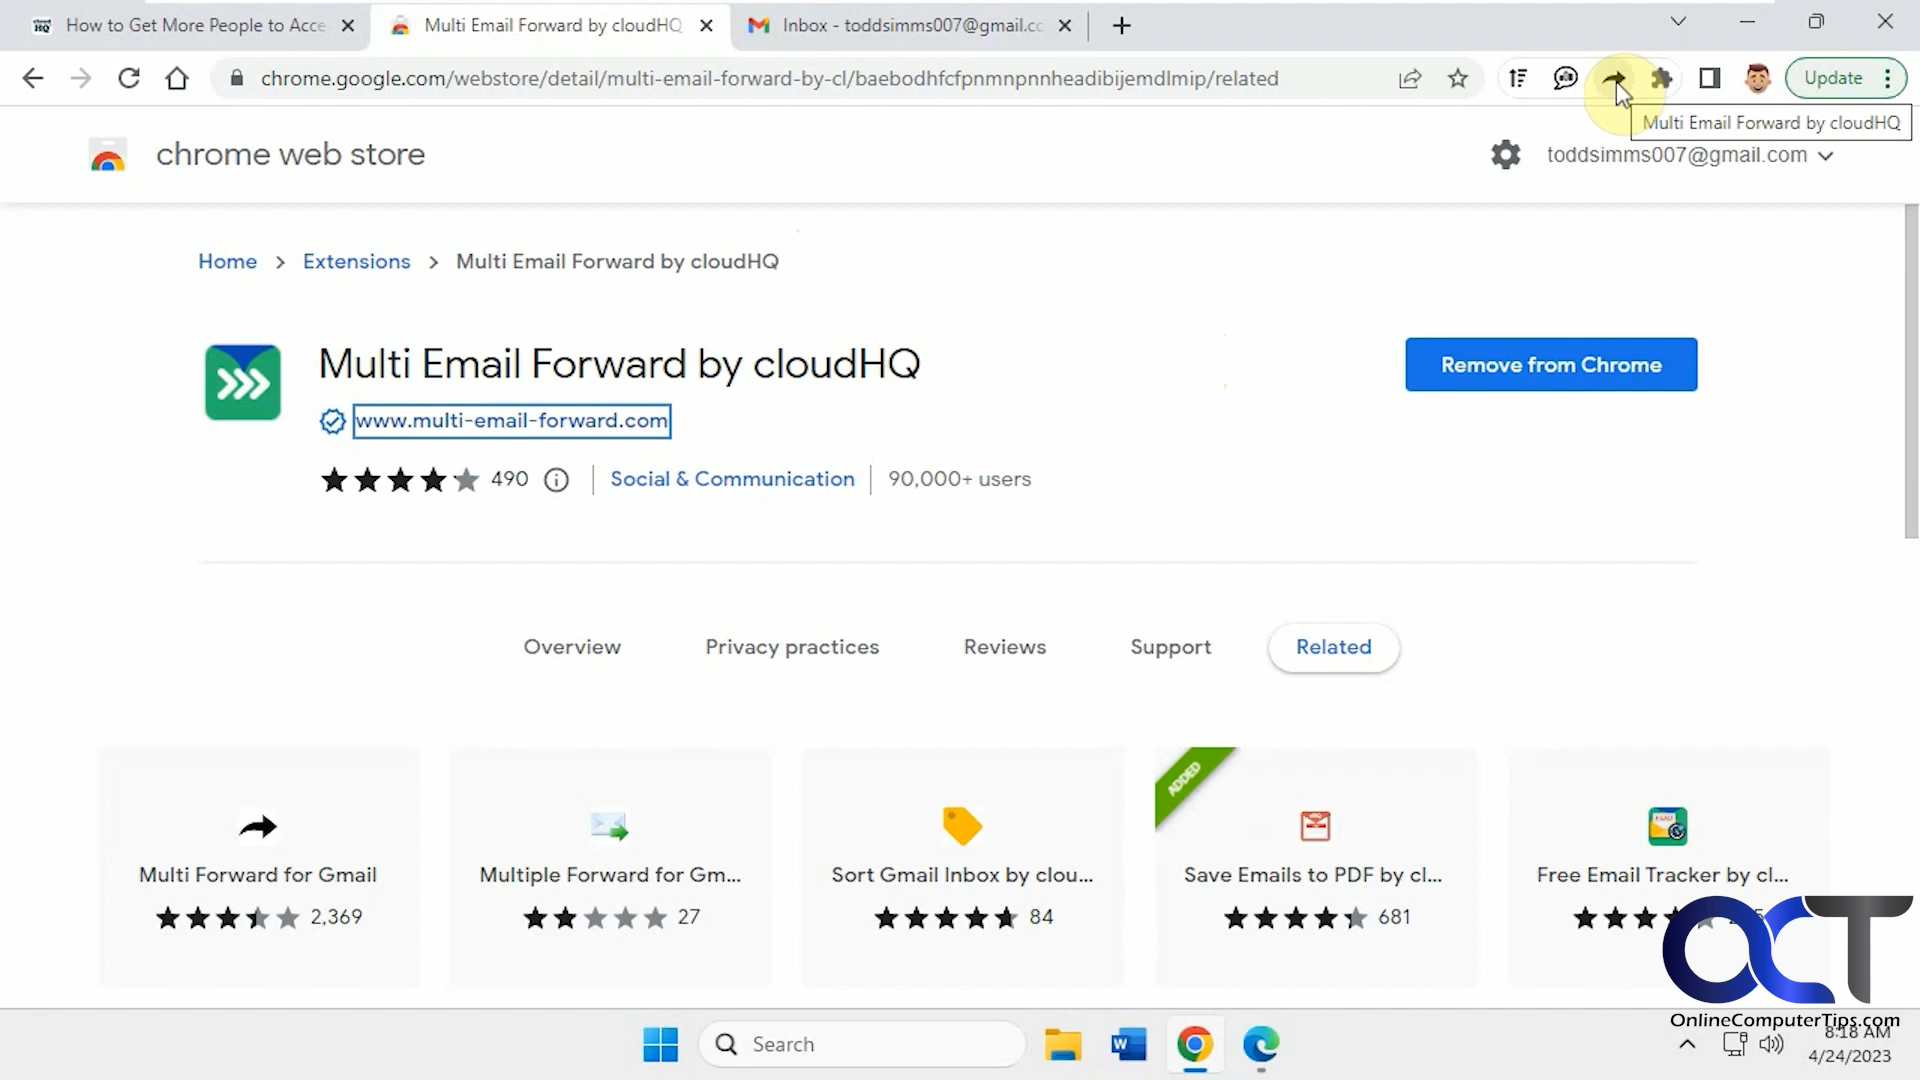 How to Get More People to Acce
Multi Email Forward by cloudHQ
Inbox - toddsimms007@gmail.cc
chrome.google.com/webstore/detail/multi-email-forward-by-cl/baebodhfcfpnmnpnnheadibijemdlmip/related
Update
Multi Email Forward by cloudHQ
chrome web store
toddsimms007@gmail.com
Home > Extensions > Multi Email Forward by cloudHQ
Multi Email Forward by cloudHQ
Remove from Chrome
www.multi-email-forward.com
490
Social & Communication
90,000+ users
Overview
Privacy practices
Reviews
Support
Related
ADDED
Multi Forward for Gmail
Multiple Forward for Gm...
Sort Gmail Inbox by clou...
Save Emails to PDF by cl...
Free Email Tracker by cl...
2,369
27
84
681
OCT
OnlineComputerTips.com
Search
8:18 AM
4/24/2023